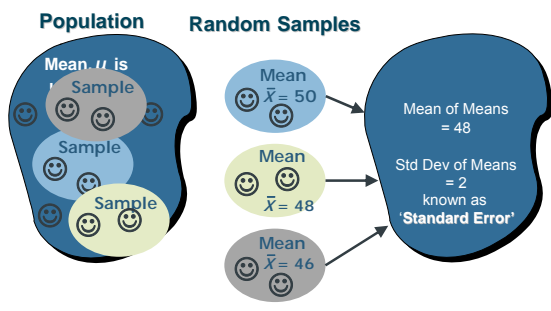 Population
Random Samples
Mean, μ is
Sample
Sample
Sample
Mean
X̄ = 50
Mean
X̄ = 48
Mean
X̄ = 46
Mean of Means
= 48
Std Dev of Means
= 2
known as
‘Standard Error’